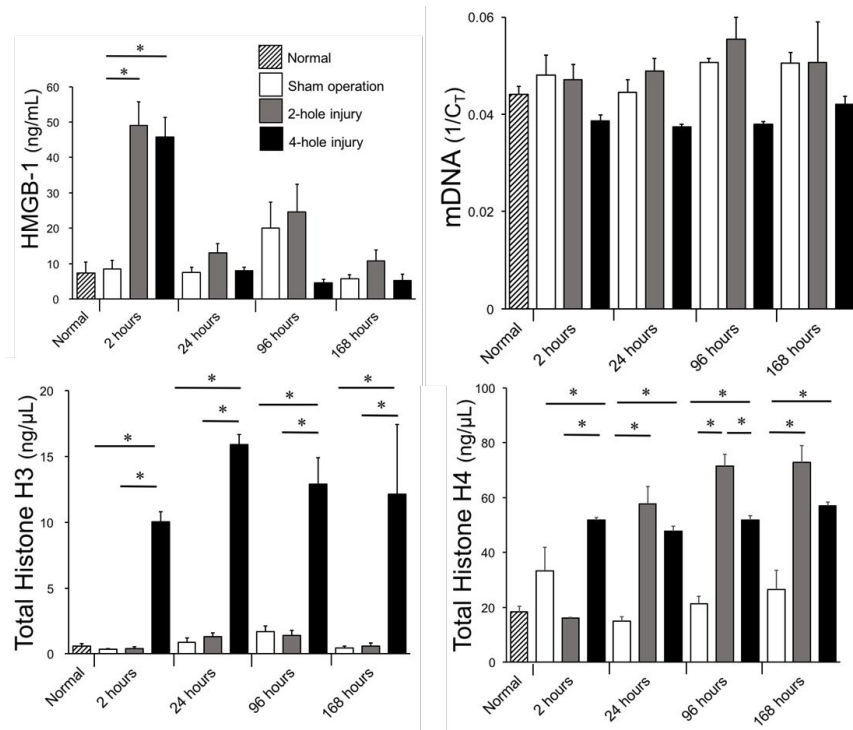 HMGB-1 (ng/mL)
60
50
40
30
20
10
0
* 
*
Normal
Sham operation
2-hole injury
4-hole injury
Normal
2 hours
24 hours
96 hours
168 hours
mDNA (1/CT)
0.06
0.04
0.02
0
Normal
2 hours
24 hours
96 hours
168 hours
Total Histone H3 (ng/µL)
20
15
10
5
0
*
*
*
*
*
*
*
*
Normal
2 hours
24 hours
96 hours
168 hours
Total Histone H4 (ng/µL)
100
80
60
40
20
0
*
*
*
*
*
*
*
*
*
Normal
2 hours
24 hours
96 hours
168 hours